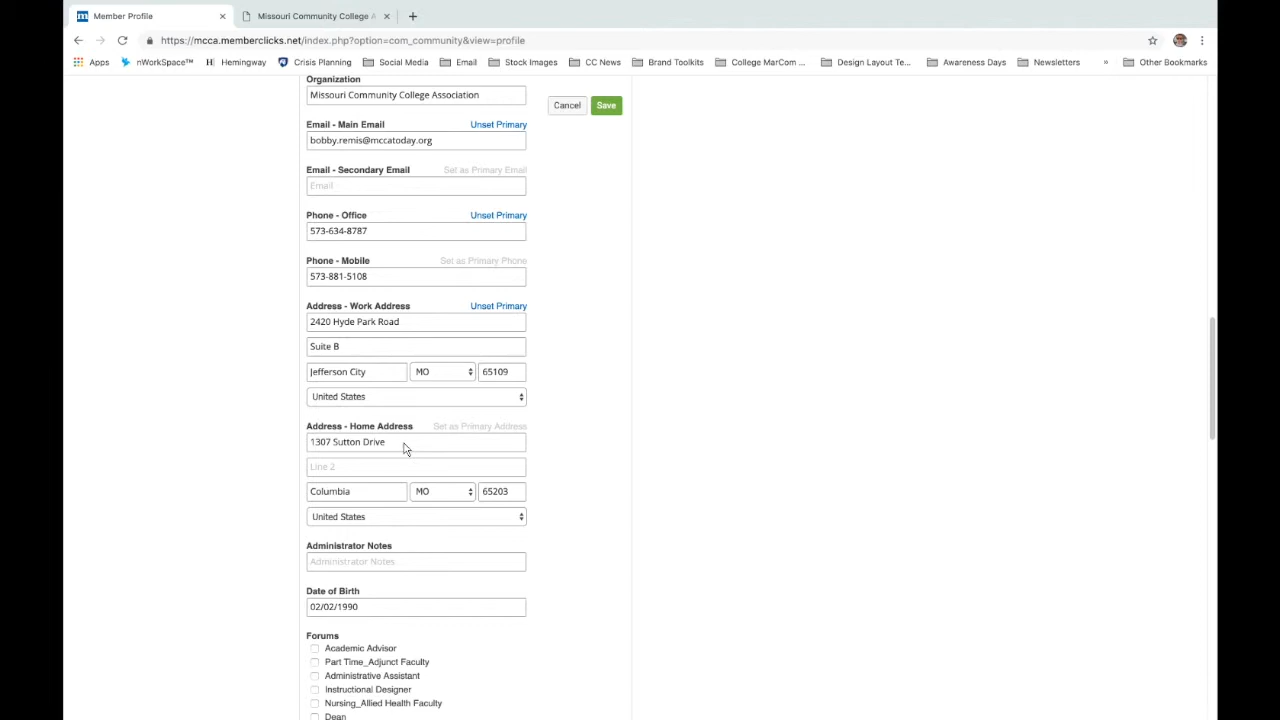 Member Profile
Missouri Community College A
https://mcca.memberclicks.net/index.php?option=com_community&view=profile
Apps nWorkSpace™ Hemingway Crisis Planning Social Media Email Stock Images CC News Brand Toolkits College MarCom ... Design Layout Te... Awareness Days Newsletters » Other Bookmarks
Organization
Missouri Community College Association
Cancel Save
Email - Main Email Unset Primary
bobby.remis@mccatoday.org
Email - Secondary Email Set as Primary Email
Email
Phone - Office Unset Primary
573-634-8787
Phone - Mobile Set as Primary Phone
573-881-5108
Address - Work Address Unset Primary
2420 Hyde Park Road
Suite B
Jefferson City MO 65109
United States
Address - Home Address Set as Primary Address
1307 Sutton Drive
Line 2
Columbia MO 65203
United States
Administrator Notes
Administrator Notes
Date of Birth
02/02/1990
Forums
Academic Advisor
Part Time_Adjunct Faculty
Administrative Assistant
Instructional Designer
Nursing_Allied Health Faculty
Dean